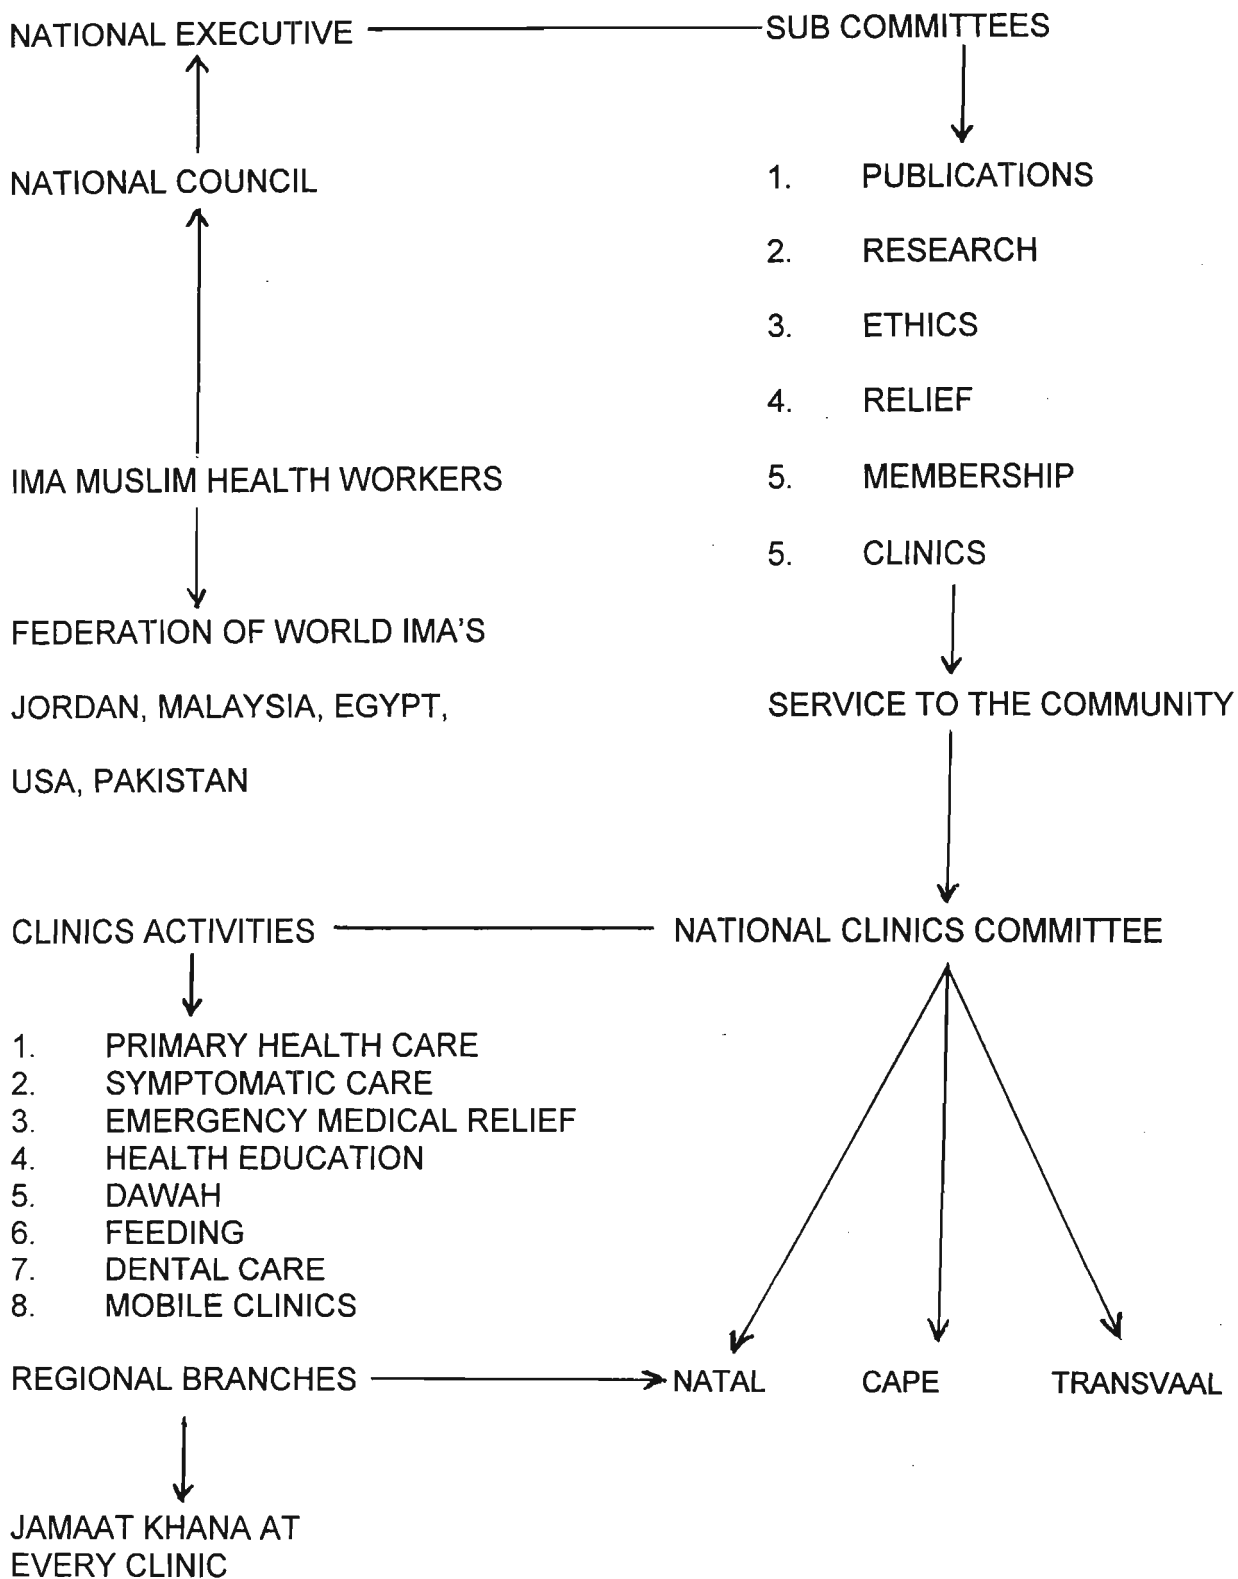 NATIONAL EXECUTIVE
SUB COMMITTEES
NATIONAL COUNCIL
1. PUBLICATIONS
2. RESEARCH
3. ETHICS
4. RELIEF
IMA MUSLIM HEALTH WORKERS
5. MEMBERSHIP
5. CLINICS
FEDERATION OF WORLD IMA'S
JORDAN, MALAYSIA, EGYPT,
USA, PAKISTAN
SERVICE TO THE COMMUNITY
CLINICS ACTIVITIES
NATIONAL CLINICS COMMITTEE
1. PRIMARY HEALTH CARE
2. SYMPTOMATIC CARE
3. EMERGENCY MEDICAL RELIEF
4. HEALTH EDUCATION
5. DAWAH
6. FEEDING
7. DENTAL CARE
8. MOBILE CLINICS
REGIONAL BRANCHES
NATAL
CAPE
TRANSVAAL
JAMAAT KHANA AT
EVERY CLINIC